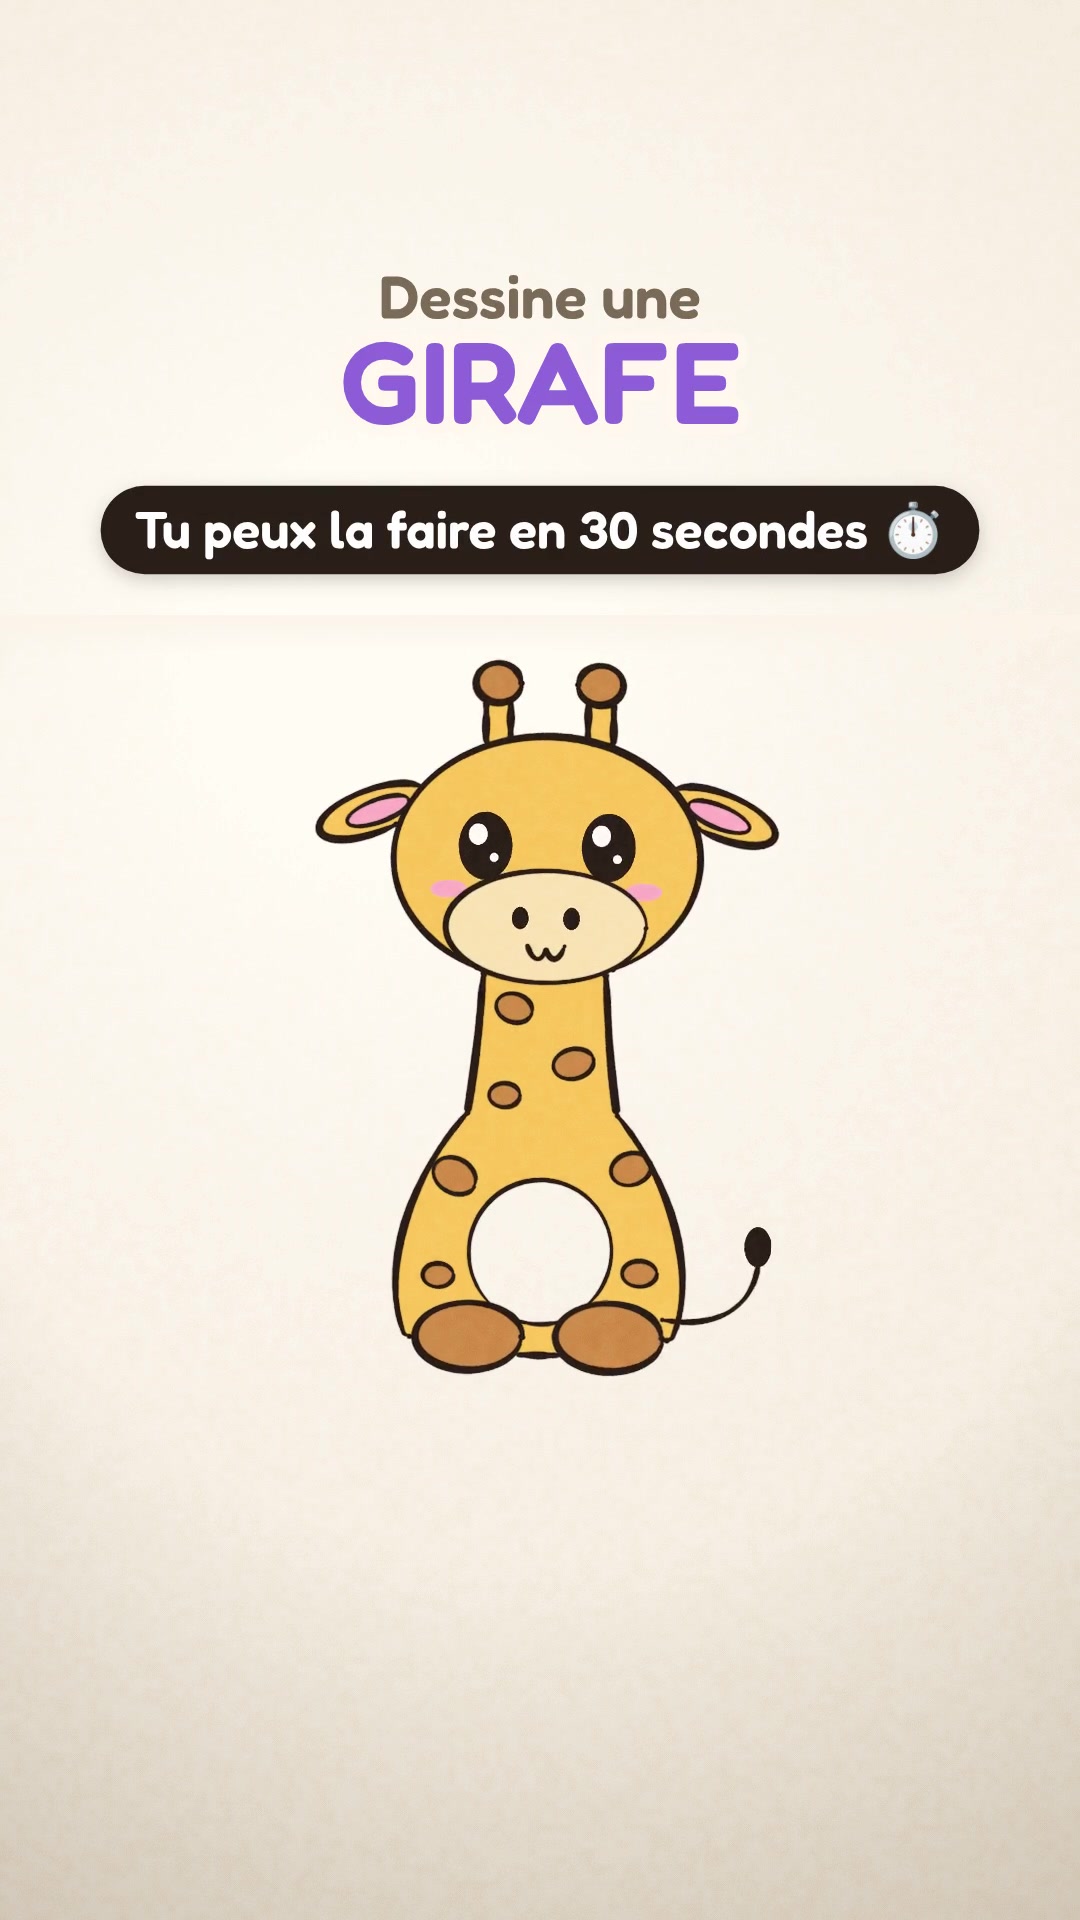 Dessine une
GIRAFE
Tu peux la faire en 30 secondes ⏱️